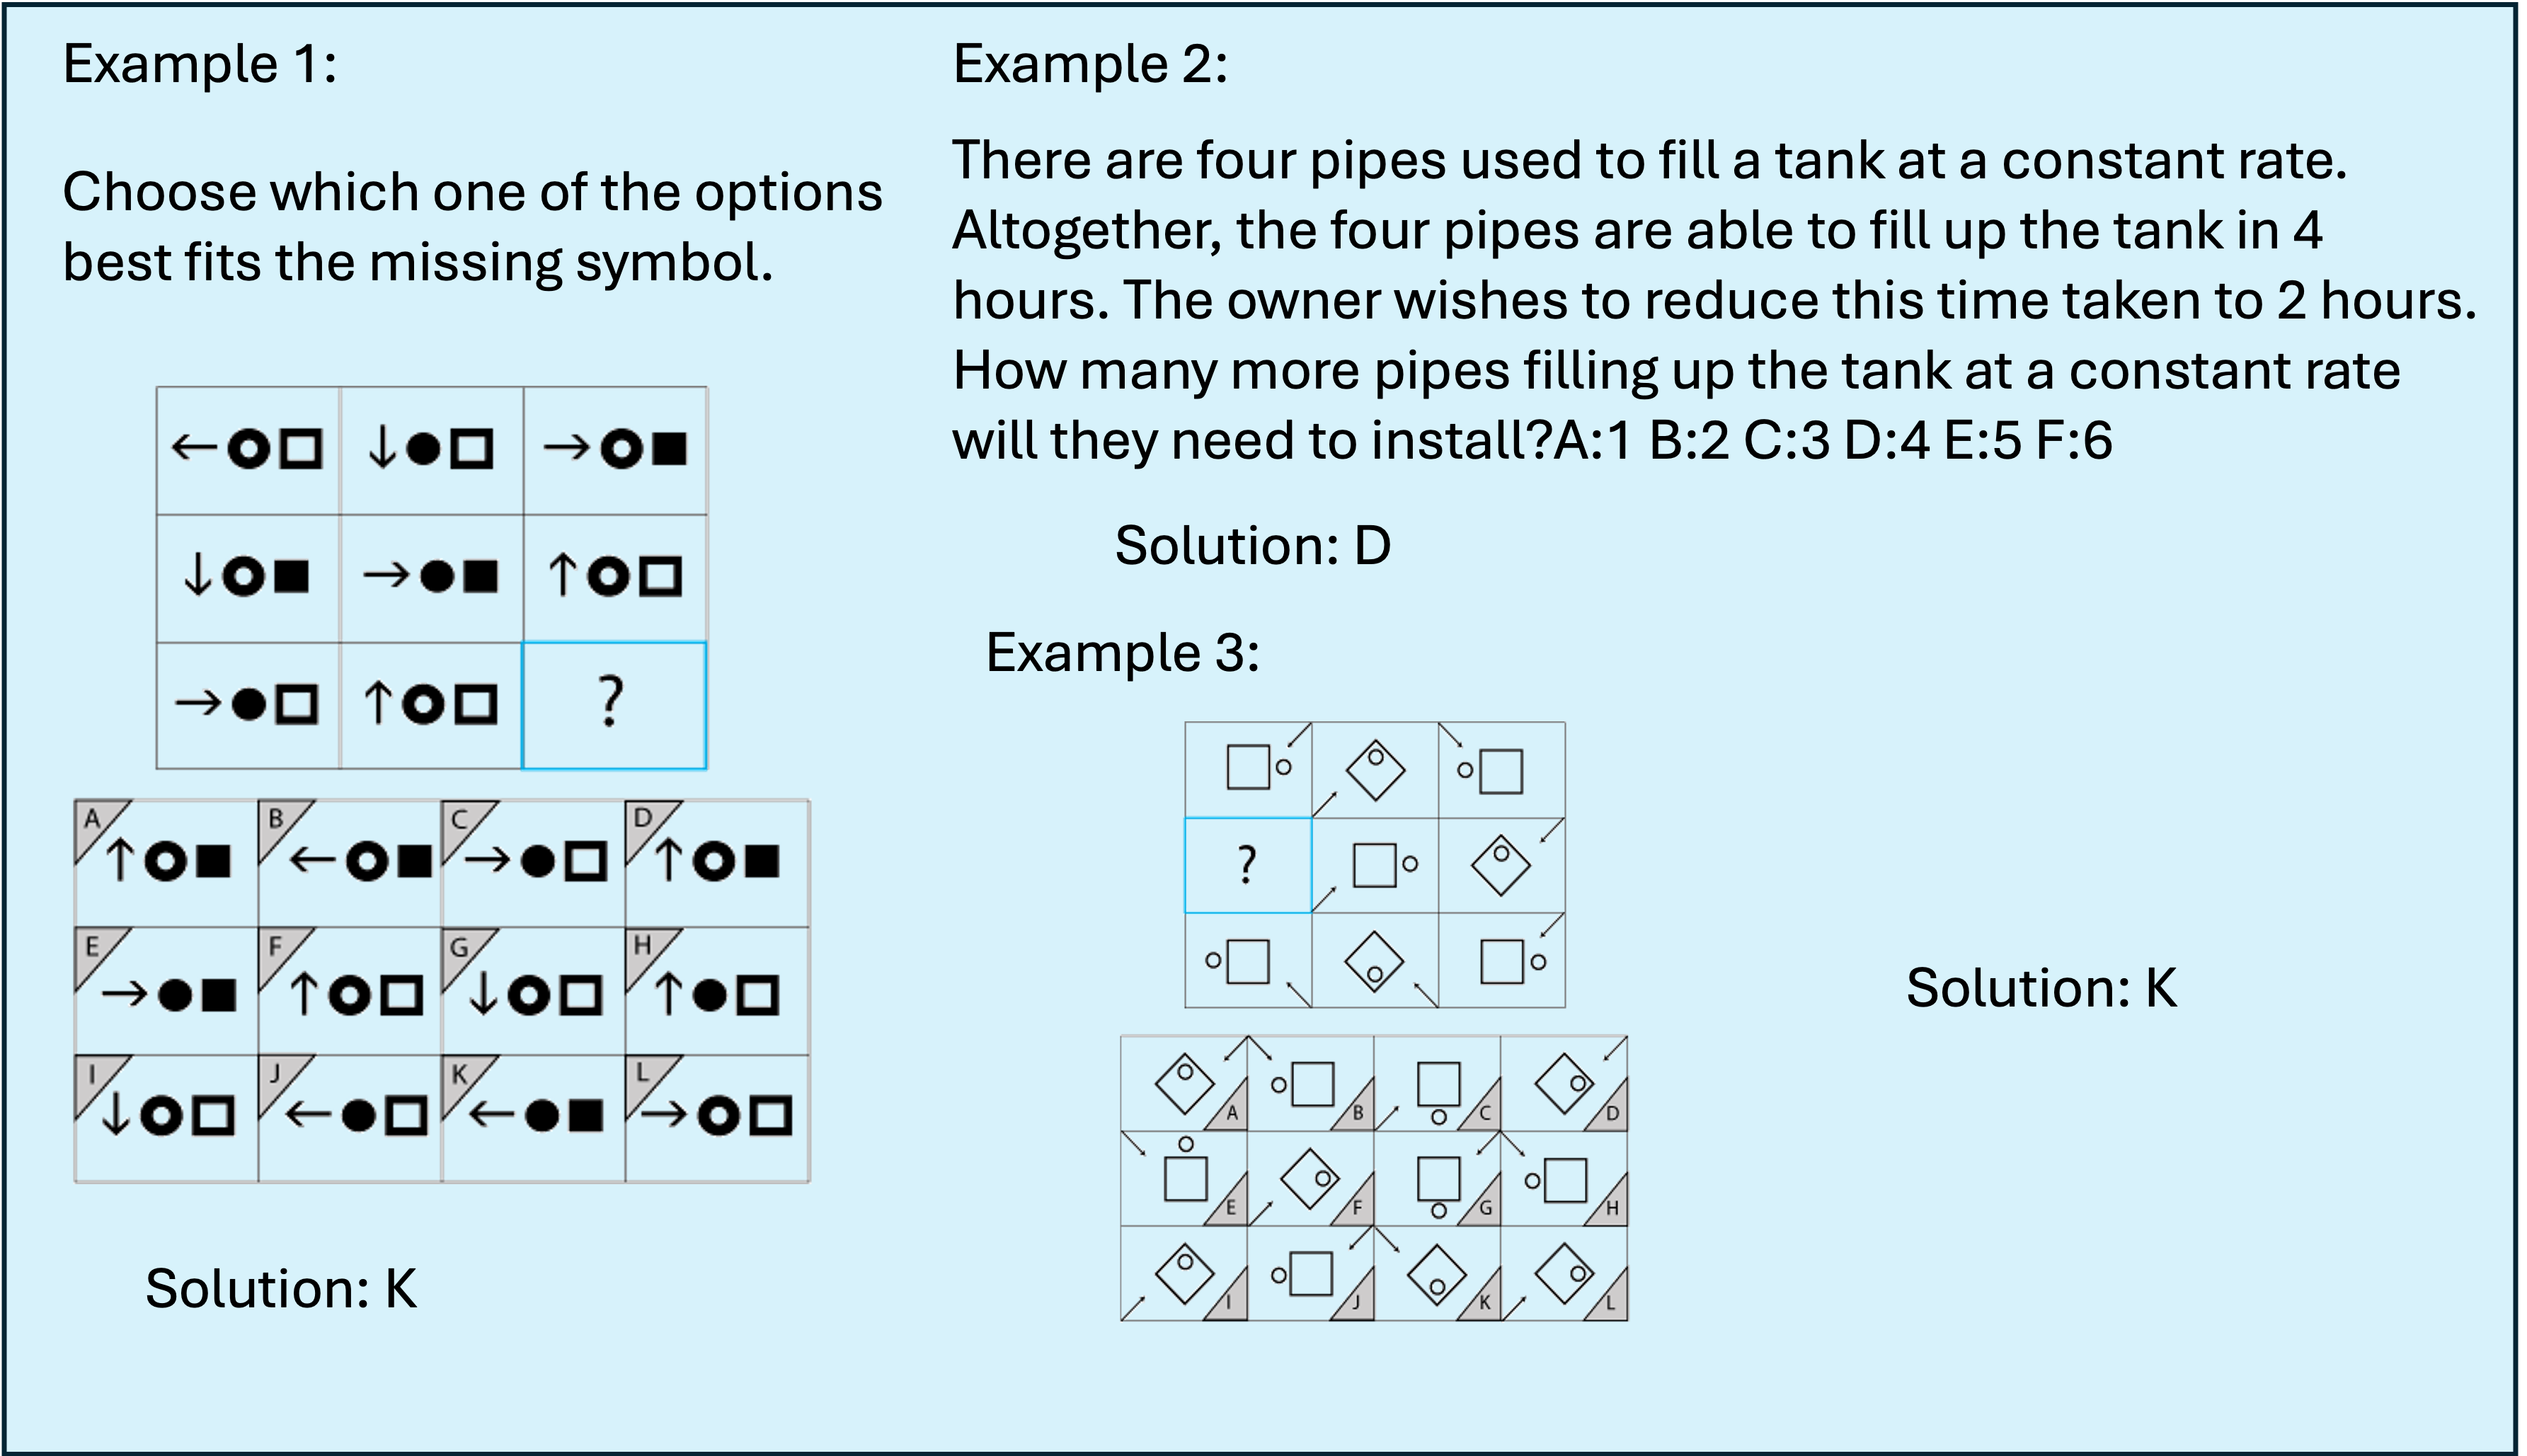 Example 1:
Choose which one of the options
best fits the missing symbol.
?
A
B
C
D
E
F
G
H
I
J
K
L
Solution: K
Example 2:
There are four pipes used to fill a tank at a constant rate.
Altogether, the four pipes are able to fill up the tank in 4
hours. The owner wishes to reduce this time taken to 2 hours.
How many more pipes filling up the tank at a constant rate
will they need to install?A:1 B:2 C:3 D:4 E:5 F:6
Solution: D
Example 3:
?
A
B
C
D
E
F
G
H
I
J
K
L
Solution: K